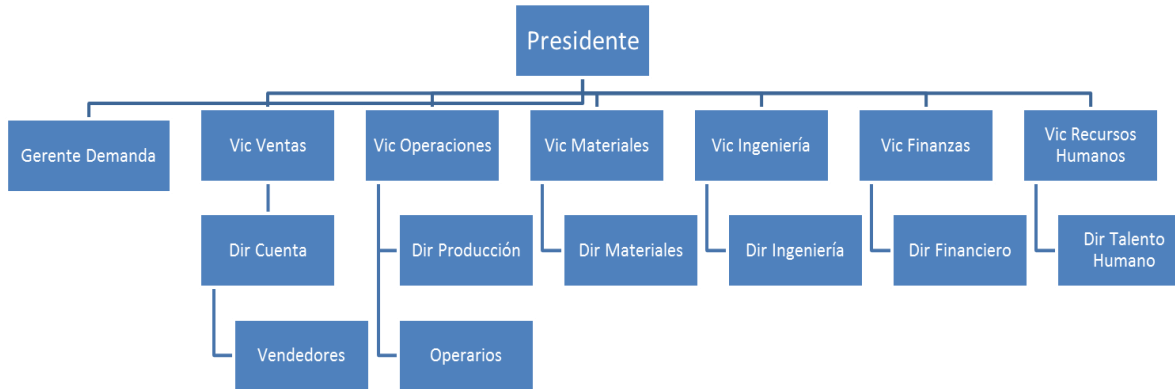 Presidente
Gerente Demanda
Vic Ventas
Vic Operaciones
Vic Materiales
Vic Ingeniería
Vic Finanzas
Vic Recursos
Humanos
Dir Cuenta
Dir Producción
Dir Materiales
Dir Ingeniería
Dir Financiero
Dir Talento
Humano
Vendedores
Operarios